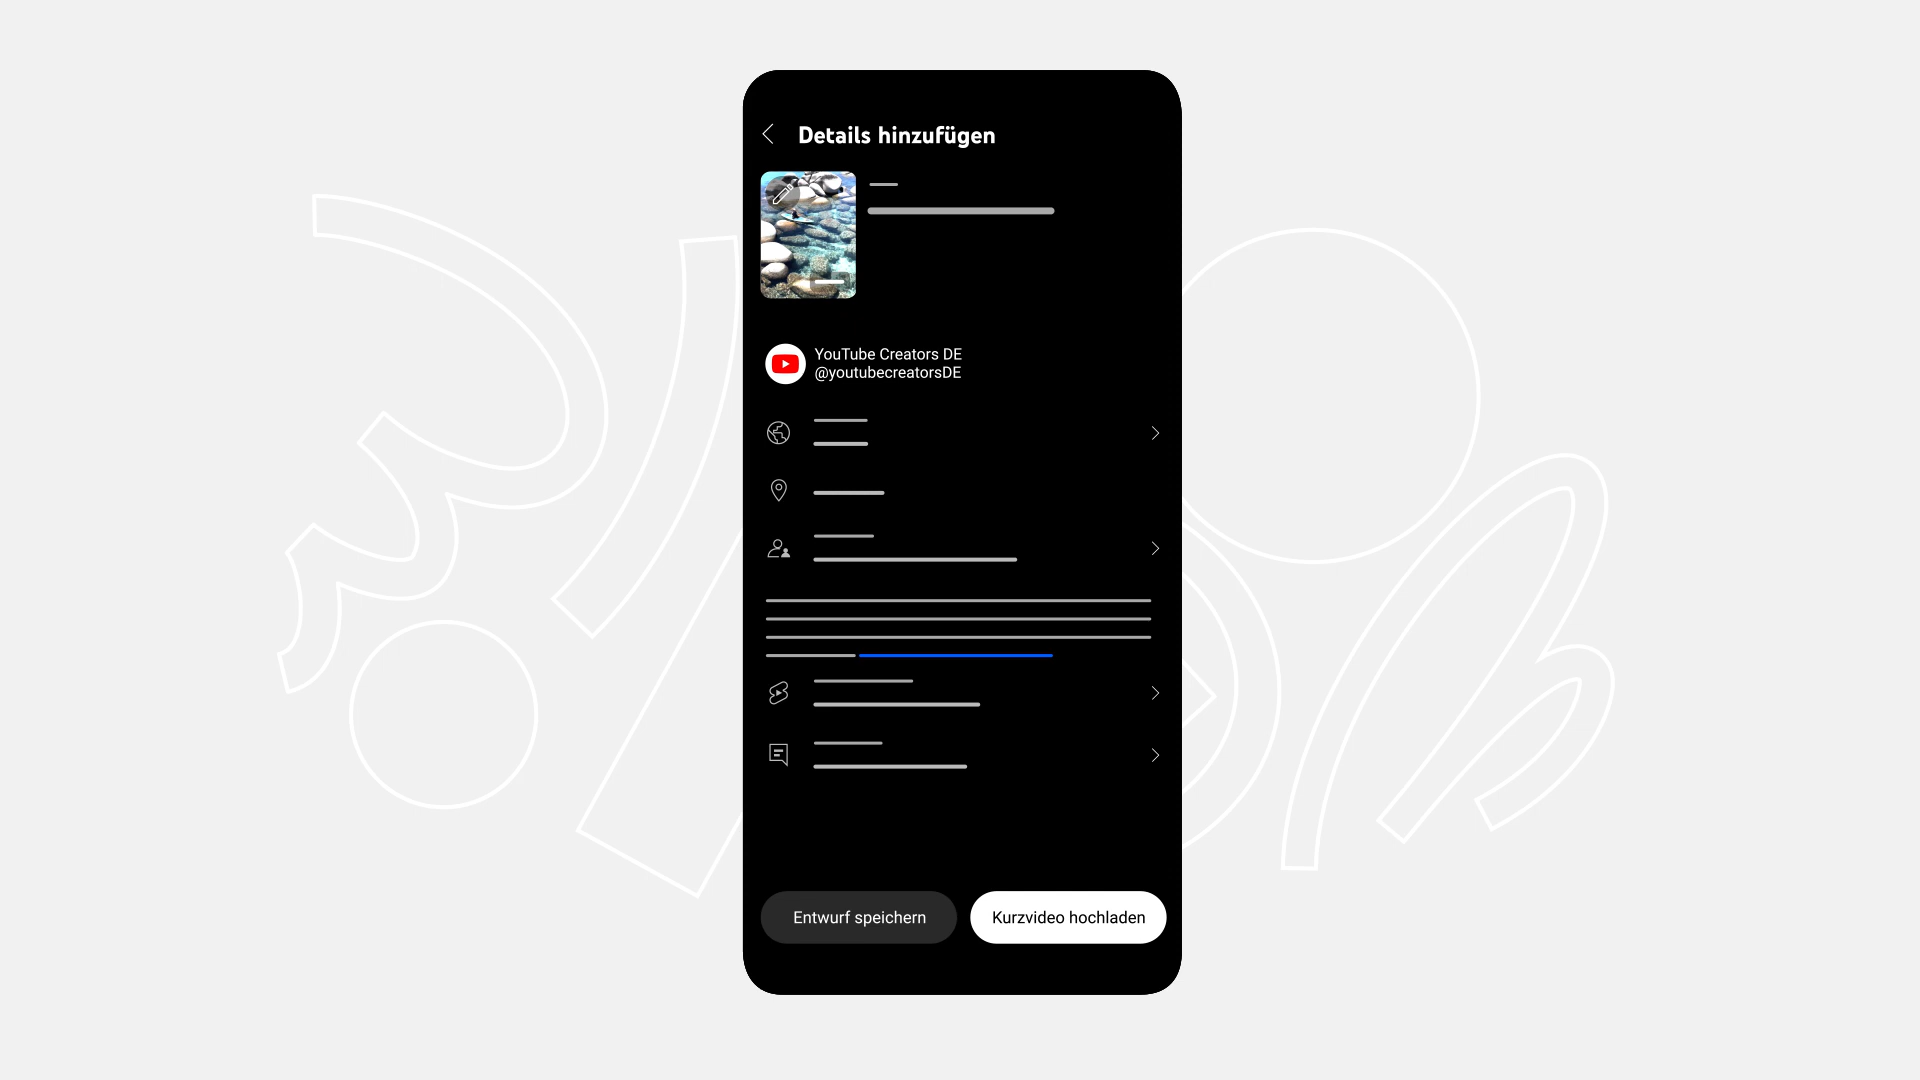 Details hinzufügen
YouTube Creators DE
@youtubecreatorsDE
Entwurf speichern
Kurzvideo hochladen